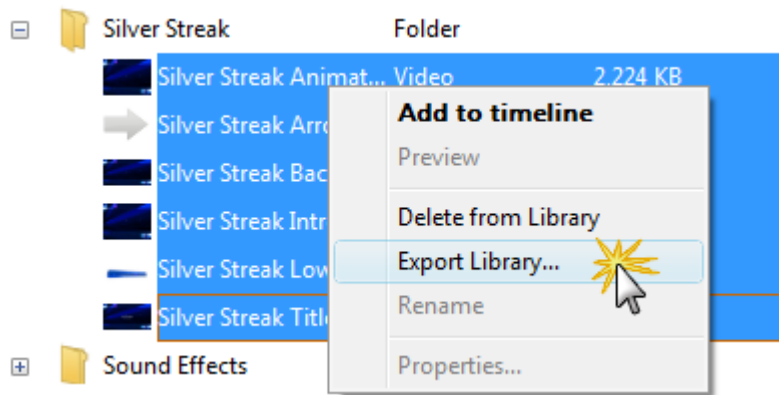 Silver Streak Folder
Silver Streak Animat... Video 2.224 KB
Silver Streak Arro
Silver Streak Bac
Silver Streak Intr
Silver Streak Low
Silver Streak Title
Sound Effects
Add to timeline
Preview
Delete from Library
Export Library...
Rename
Properties...